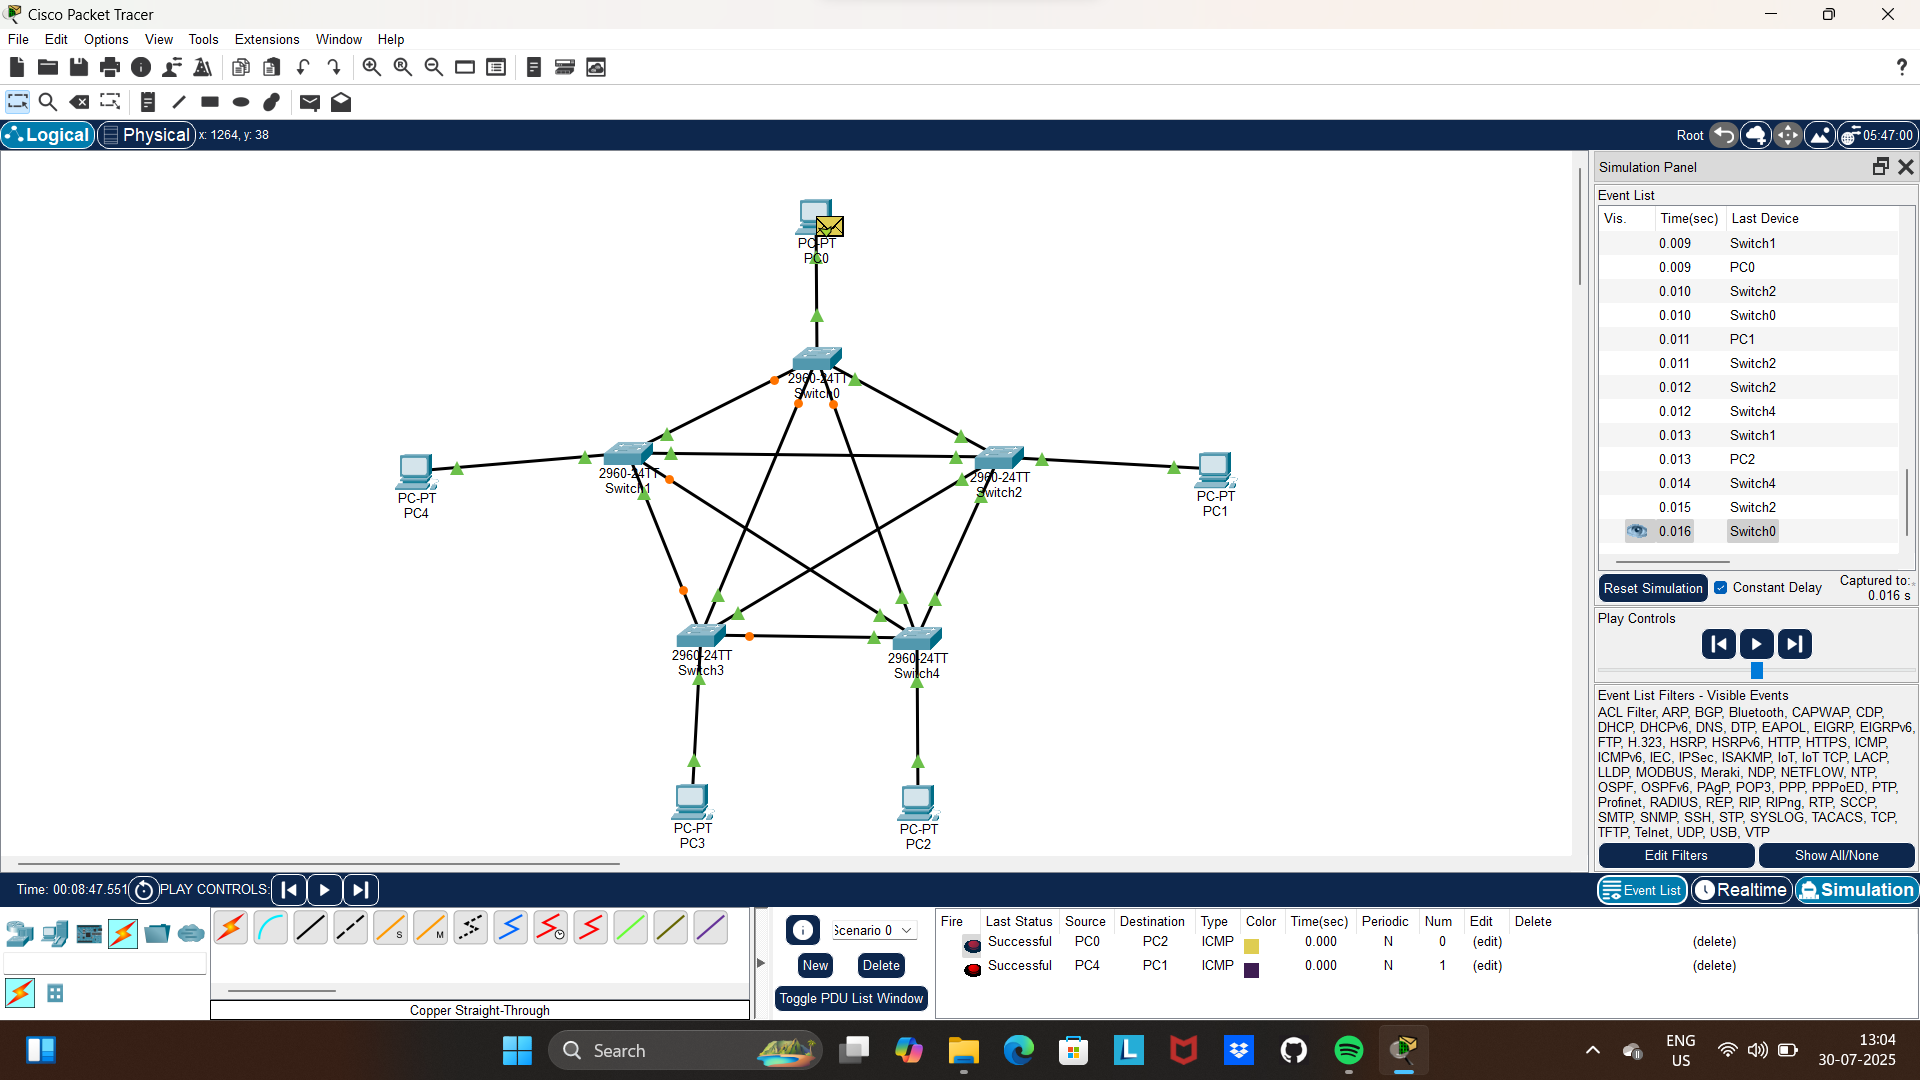 Cisco Packet Tracer
File Edit Options View Tools Extensions Window Help
?
Logical Physical x: 1264, y: 38 Root 05:47:00
Simulation Panel
Event List
Vis. Time(sec) Last Device
0.009 Switch1
0.009 PC0
0.010 Switch2
0.010 Switch0
0.011 PC1
0.011 Switch2
0.012 Switch2
0.012 Switch4
0.013 Switch1
0.013 PC2
0.014 Switch4
0.015 Switch2
0.016 Switch0
Reset Simulation Constant Delay Captured to:
0.016 s
Play Controls
Event List Filters - Visible Events
ACL Filter, ARP, BGP, Bluetooth, CAPWAP, CDP,
DHCP, DHCPv6, DNS, DTP, EAPOL, EIGRP, EIGRPv6,
FTP, H.323, HSRP, HSRPv6, HTTP, HTTPS, ICMP,
ICMPv6, IEC, IPSec, ISAKMP, IoT, IoT TCP, LACP,
LLDP, MODBUS, Meraki, NDP, NETFLOW, NTP,
OSPF, OSPFv6, PAgP, POP3, PPP, PPPoED, PTP,
Profinet, RADIUS, REP, RIP, RIPng, RTP, SCCP,
SMTP, SNMP, SSH, STP, SYSLOG, TACACS, TCP,
TFTP, Telnet, UDP, USB, VTP
Edit Filters Show All/None
PC-PT
PC0
2960-24TT
Switch0
2960-24TT
Switch1
2960-24TT
Switch2
PC-PT
PC4
PC-PT
PC1
2960-24TT
Switch3
2960-24TT
Switch4
PC-PT
PC3
PC-PT
PC2
Time: 00:08:47.551 PLAY CONTROLS:
Event List Realtime Simulation
S M
Copper Straight-Through
Scenario 0
New Delete
Toggle PDU List Window
Fire Last Status Source Destination Type Color Time(sec) Periodic Num Edit Delete
Successful PC0 PC2 ICMP 0.000 N 0 (edit) (delete)
Successful PC4 PC1 ICMP 0.000 N 1 (edit) (delete)
Search
L
ENG
US
13:04
30-07-2025